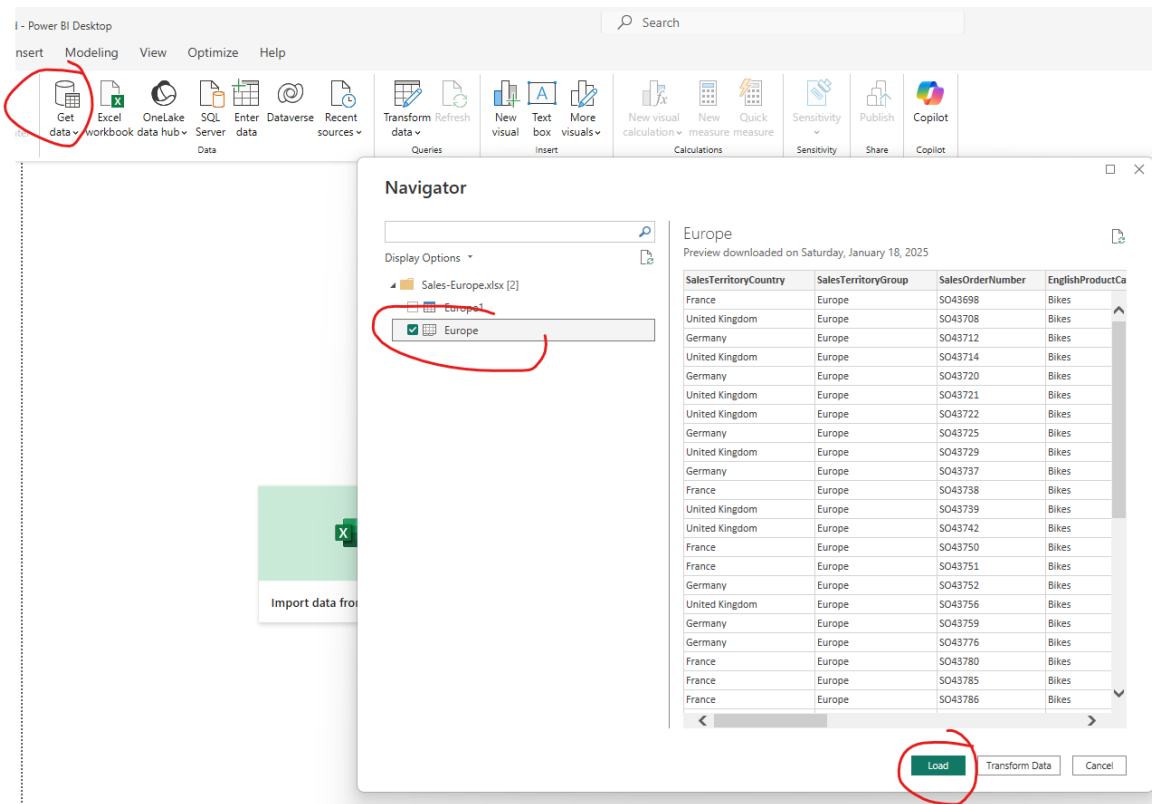 l - Power BI Desktop
Search
nsert Modeling View Optimize Help
Get data
Excel workbook
OneLake data hub
SQL Server
Enter data
Dataverse
Recent sources
Transform data
Refresh
New visual
Text box
More visuals
New visual calculation
New measure
Quick measure
Sensitivity
Publish
Copilot
Data Queries Insert Calculations Sensitivity Share Copilot
Navigator
Display Options
Sales-Europe.xlsx [2]
Europe1
Europe
Import data fro
Europe
Preview downloaded on Saturday, January 18, 2025
SalesTerritoryCountry SalesTerritoryGroup SalesOrderNumber EnglishProductCa
France Europe SO43698 Bikes
United Kingdom Europe SO43708 Bikes
Germany Europe SO43712 Bikes
United Kingdom Europe SO43714 Bikes
Germany Europe SO43720 Bikes
United Kingdom Europe SO43721 Bikes
United Kingdom Europe SO43722 Bikes
Germany Europe SO43725 Bikes
United Kingdom Europe SO43729 Bikes
Germany Europe SO43737 Bikes
France Europe SO43738 Bikes
United Kingdom Europe SO43739 Bikes
United Kingdom Europe SO43742 Bikes
France Europe SO43750 Bikes
France Europe SO43751 Bikes
Germany Europe SO43752 Bikes
United Kingdom Europe SO43756 Bikes
Germany Europe SO43759 Bikes
Germany Europe SO43776 Bikes
France Europe SO43780 Bikes
France Europe SO43785 Bikes
France Europe SO43786 Bikes
Load Transform Data Cancel